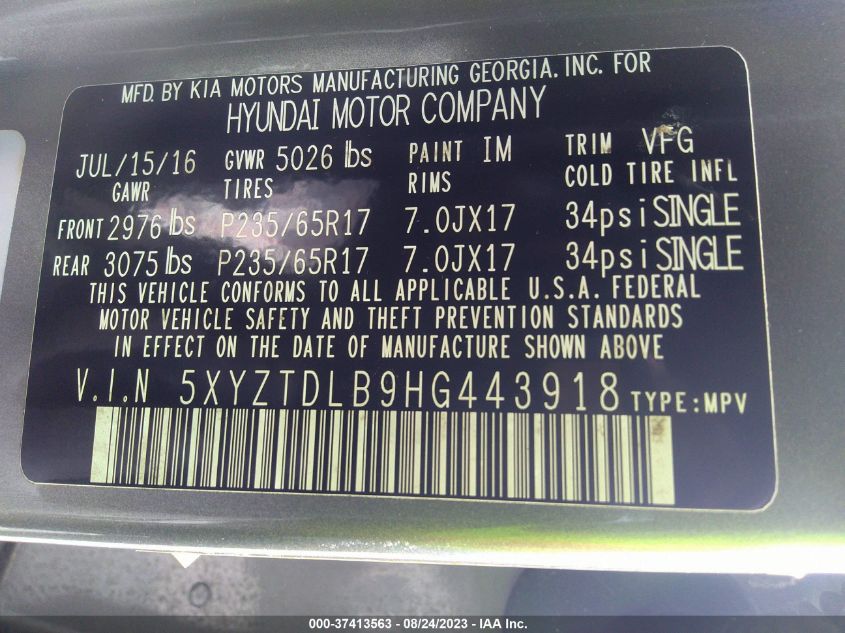 MFD. BY KIA MOTORS MANUFACTURING GEORGIA. INC. FOR
HYUNDAI MOTOR COMPANY
JUL/15/16 GVWR 5026 lbs PAINT IM TRIM VFG
GAWR TIRES RIMS COLD TIRE INFL
FRONT 2976 lbs P235/65R17 7.0JX17 34psi SINGLE
REAR 3075 lbs P235/65R17 7.0JX17 34psi SINGLE
THIS VEHICLE CONFORMS TO ALL APPLICABLE U.S.A. FEDERAL
MOTOR VEHICLE SAFETY AND THEFT PREVENTION STANDARDS
IN EFFECT ON THE DATE OF MANUFACTURE SHOWN ABOVE
V.I.N 5XYZTDLB9HG443918 TYPE:MPV
000-37413563 • 08/24/2023 • IAA Inc.